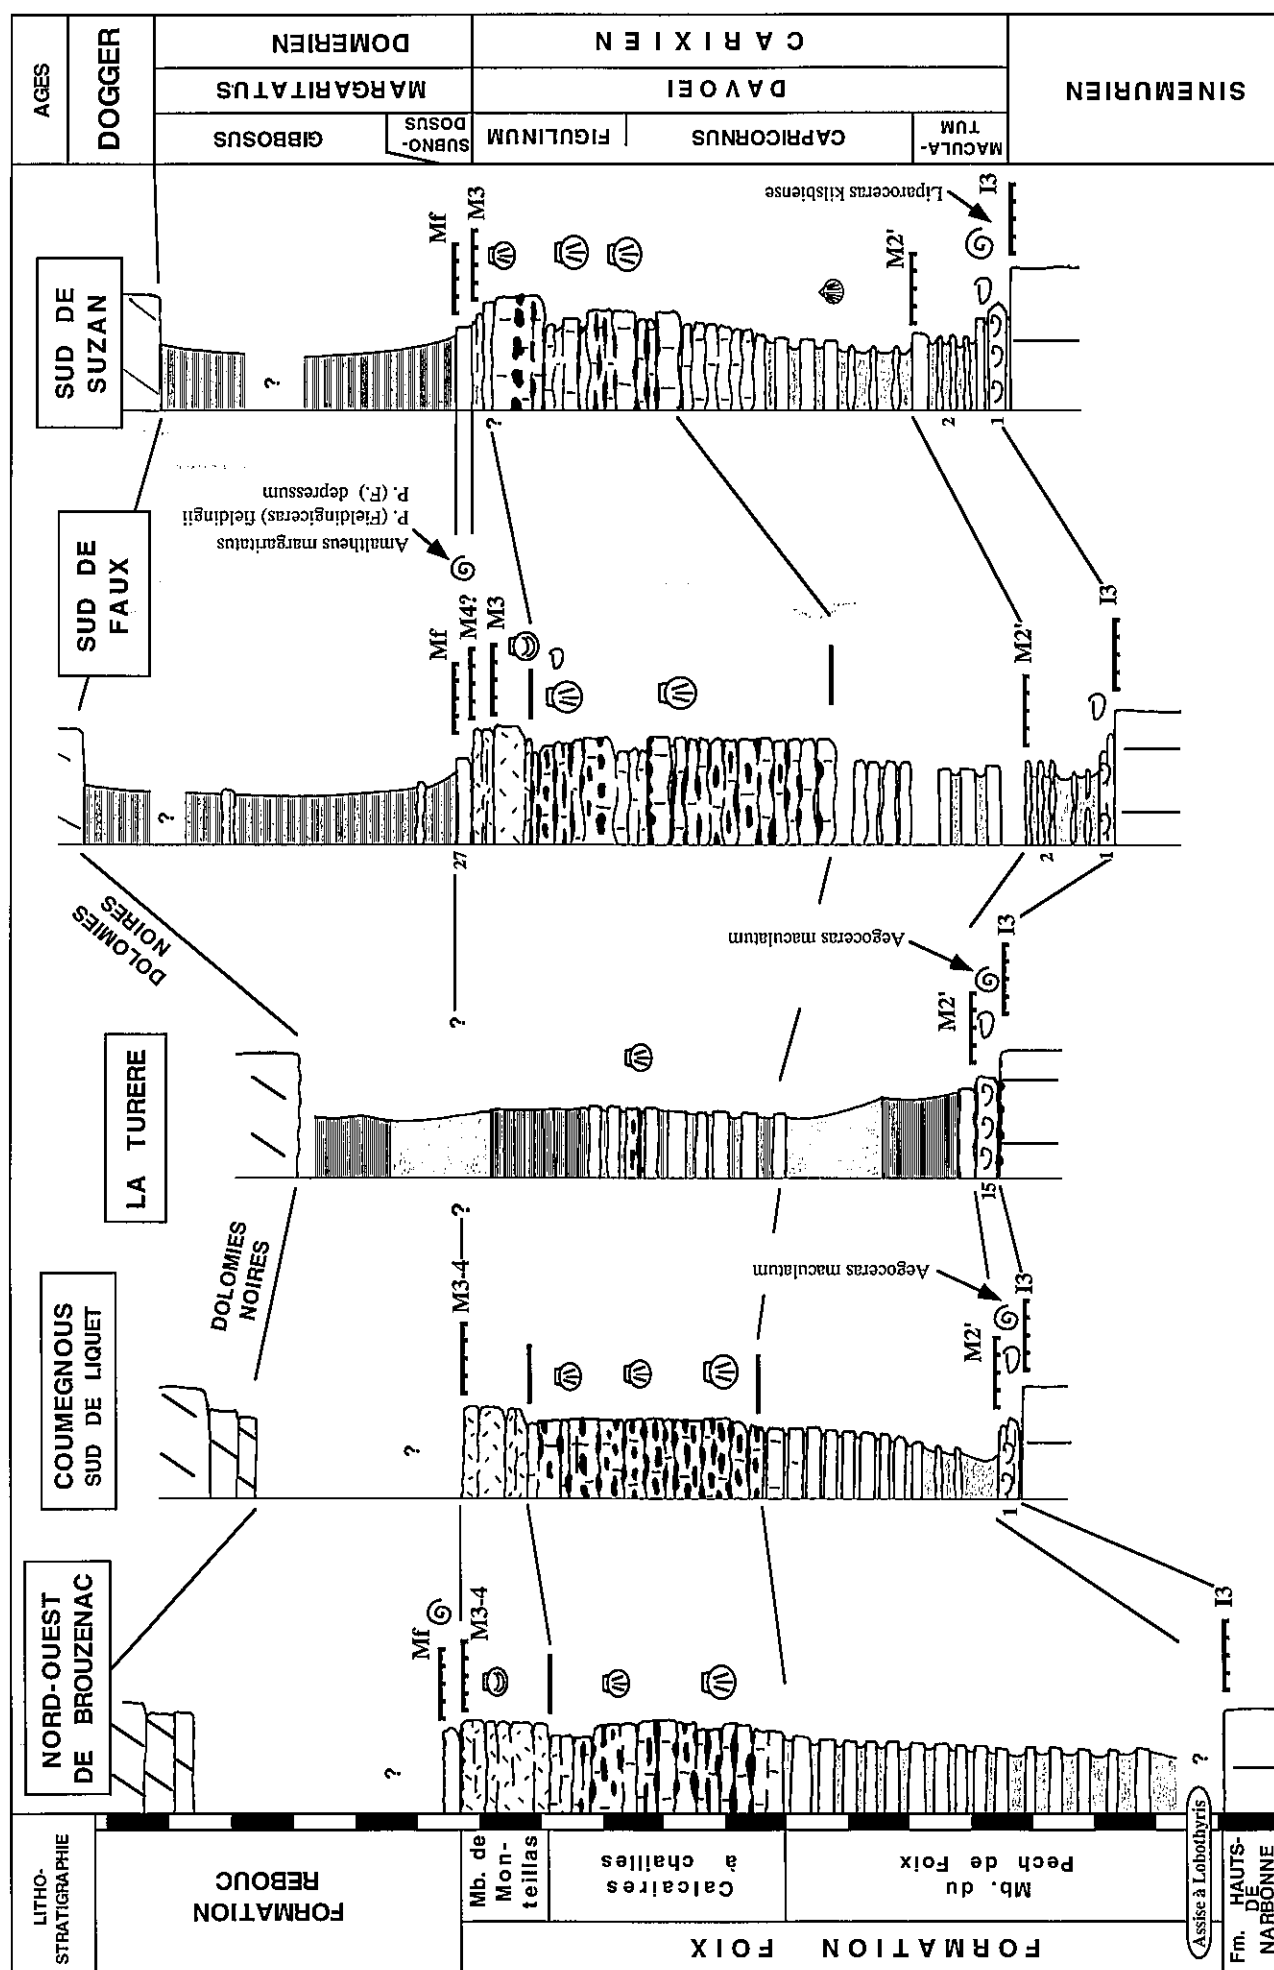 AGES
DOGGER
DOMERIEN
CARIXIEN
MARGARITATUS
DAVOEI
GIBBOSUS
SUBNO-
DOSUS
FIGULINUM
CAPRICORNUS
MACULA-
TUM
SINEMURIEN
SUD DE
SUZAN
?
Mf
M3
M2'
Liparoceras kilsbiense
I3
?
2
1
SUD DE
FAUX
Amaltheus margaritatus
P. (Fieldingiceras) fieldingii
P. (F.) depressum
Mf
M4?
M3
M2'
I3
?
27
2
1
DOLOMIES
NOIRES
LA TURERE
?
Aegoceras maculatum
M2'
I3
15
DOLOMIES
NOIRES
COUMEGNOUS
SUD DE LIQUET
?
M3-4
?
Aegoceras maculatum
M2'
I3
1
NORD-OUEST
DE BROUZENAC
?
Mf
M3-4
I3
?
LITHO-
STRATIGRAPHIE
FORMATION
REBOUC
Mb. de
Mon-
teillas
Calcaires
à chailles
Mb. du
Pech de Foix
FORMATION FOIX
Assise à Lobothyris
Fm. HAUTS-
DE
NARBONNE